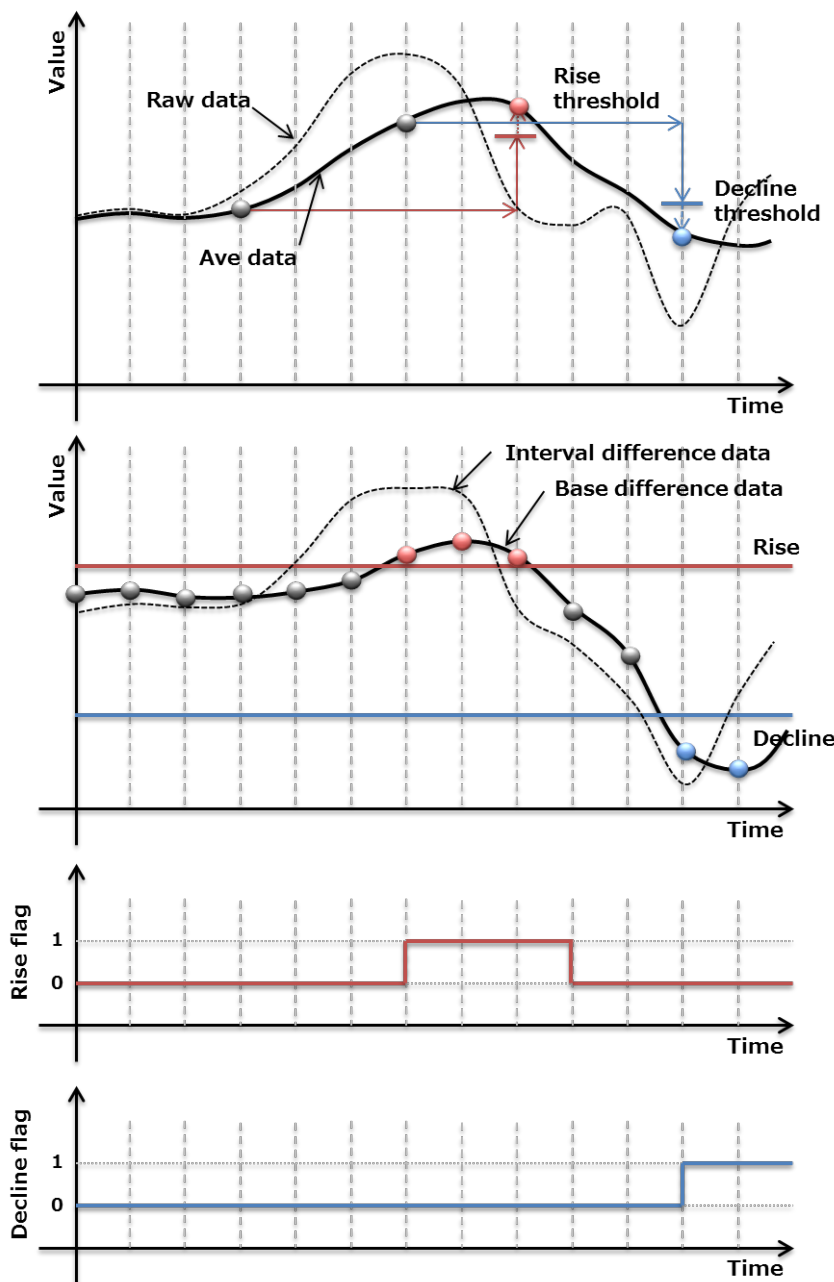 Value
Raw data
Rise
threshold
Decline
threshold
Ave data
Time
Value
Interval difference data
Base difference data
Rise
Decline
Time
Rise flag
1
0
Time
Decline flag
1
0
Time